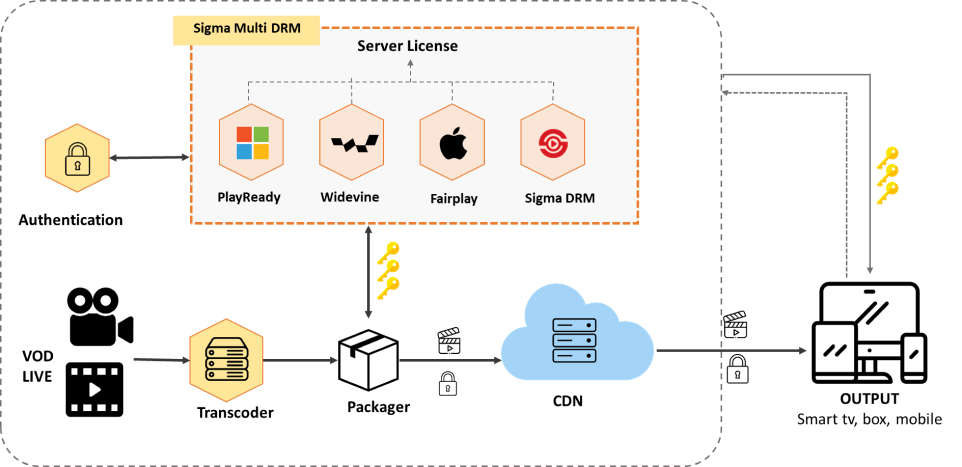 Sigma Multi DRM
Server License
PlayReady
Widevine
Fairplay
Sigma DRM
Authentication
VOD
LIVE
Transcoder
Packager
CDN
OUTPUT
Smart tv, box, mobile